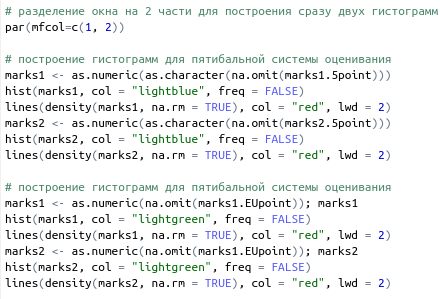 # разделение окна на 2 части для построения сразу двух гистограмм
par(mfcol=c(1, 2))
# построение гистограмм для пятибальной системы оценивания
marks1 <- as.numeric(as.character(na.omit(marks1.5point)))
hist(marks1, col = "lightblue", freq = FALSE)
lines(density(marks1, na.rm = TRUE), col = "red", lwd = 2)
marks2 <- as.numeric(as.character(na.omit(marks2.5point)))
hist(marks2, col = "lightblue", freq = FALSE)
lines(density(marks2, na.rm = TRUE), col = "red", lwd = 2)
# построение гистограмм для пятибальной системы оценивания
marks1 <- as.numeric(na.omit(marks1.EUpoint)); marks1
hist(marks1, col = "lightgreen", freq = FALSE)
lines(density(marks1, na.rm = TRUE), col = "red", lwd = 2)
marks2 <- as.numeric(na.omit(marks1.EUpoint)); marks2
hist(marks2, col = "lightgreen", freq = FALSE)
lines(density(marks2, na.rm = TRUE), col = "red", lwd = 2)